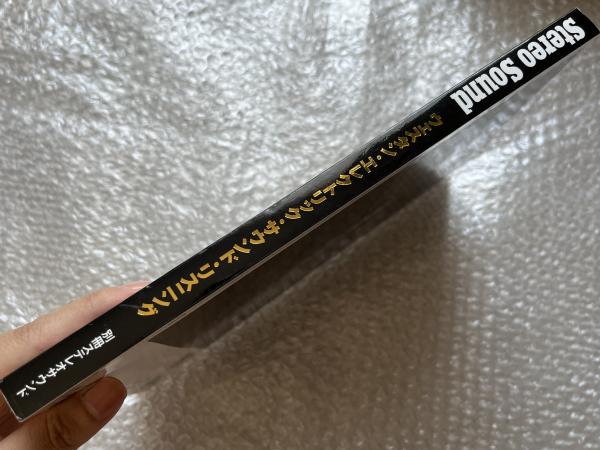 Stereo Sound
ウェスタン・エレクトリック・サウンド・リスニング
別冊ステレオサウンド